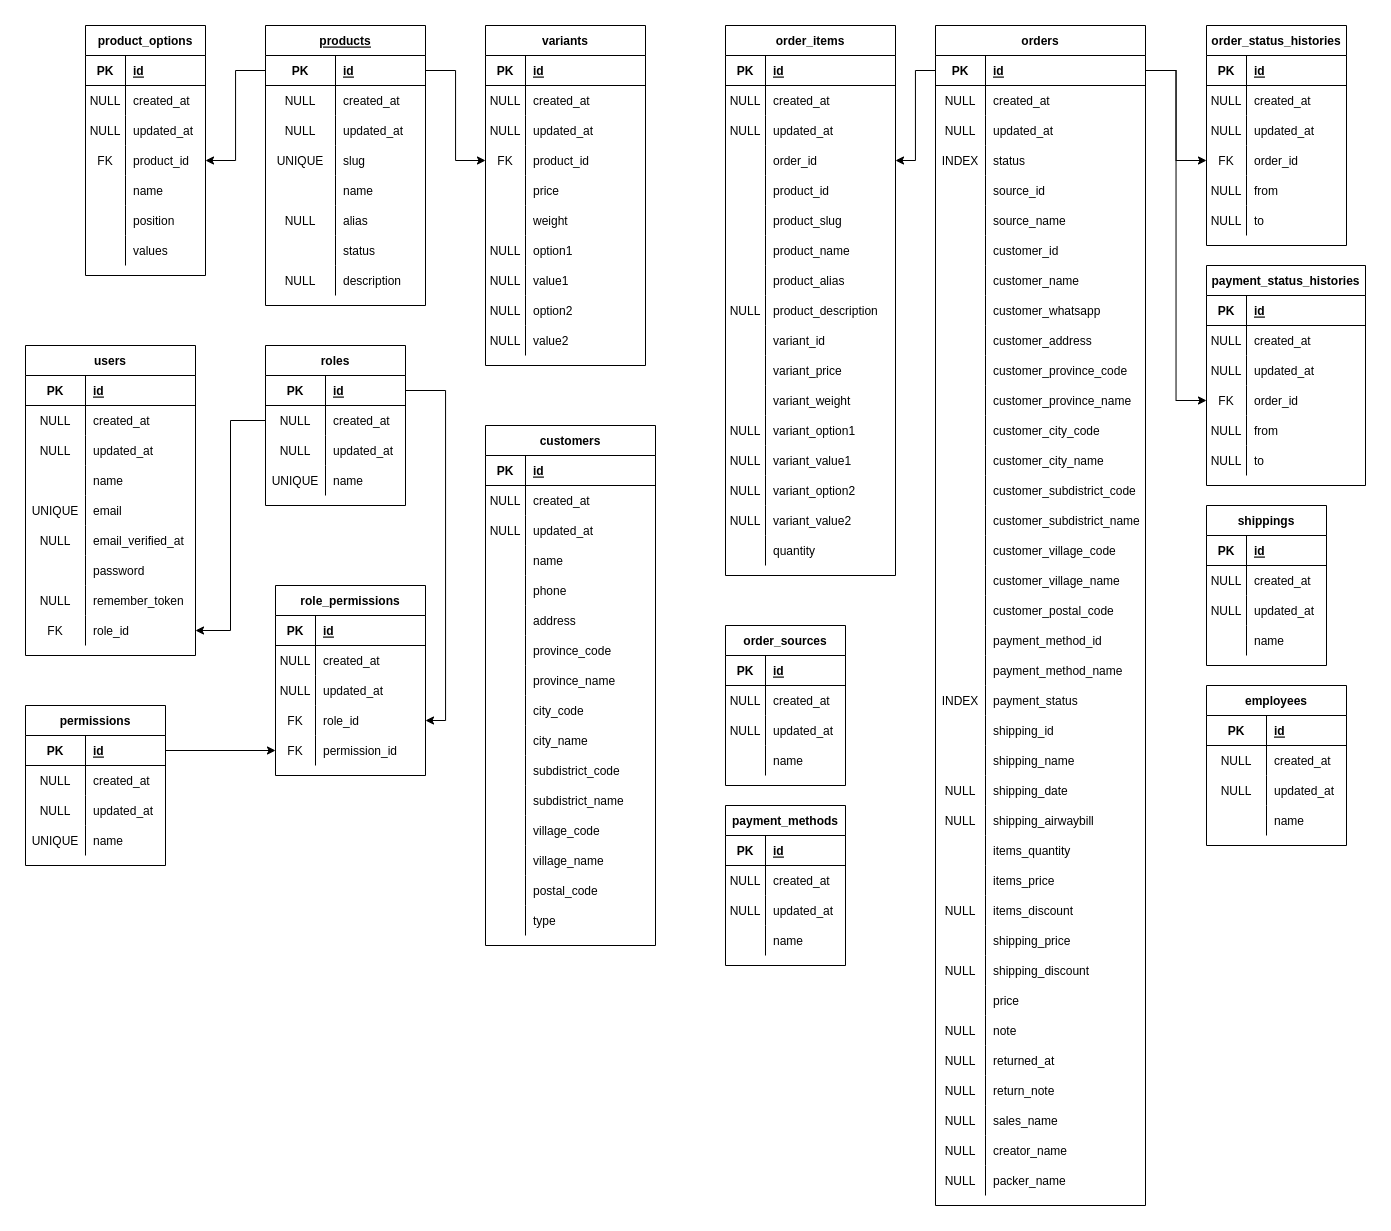 product_options
PK id
NULL created_at
NULL updated_at
FK product_id
name
position
values
products
PK id
NULL created_at
NULL updated_at
UNIQUE slug
name
NULL alias
status
NULL description
variants
PK id
NULL created_at
NULL updated_at
FK product_id
price
weight
NULL option1
NULL value1
NULL option2
NULL value2
users
PK id
NULL created_at
NULL updated_at
name
UNIQUE email
NULL email_verified_at
password
NULL remember_token
FK role_id
roles
PK id
NULL created_at
NULL updated_at
UNIQUE name
role_permissions
PK id
NULL created_at
NULL updated_at
FK role_id
FK permission_id
permissions
PK id
NULL created_at
NULL updated_at
UNIQUE name
customers
PK id
NULL created_at
NULL updated_at
name
phone
address
province_code
province_name
city_code
city_name
subdistrict_code
subdistrict_name
village_code
village_name
postal_code
type
order_items
PK id
NULL created_at
NULL updated_at
order_id
product_id
product_slug
product_name
product_alias
NULL product_description
variant_id
variant_price
variant_weight
NULL variant_option1
NULL variant_value1
NULL variant_option2
NULL variant_value2
quantity
order_sources
PK id
NULL created_at
NULL updated_at
name
payment_methods
PK id
NULL created_at
NULL updated_at
name
orders
PK id
NULL created_at
NULL updated_at
INDEX status
source_id
source_name
customer_id
customer_name
customer_whatsapp
customer_address
customer_province_code
customer_province_name
customer_city_code
customer_city_name
customer_subdistrict_code
customer_subdistrict_name
customer_village_code
customer_village_name
customer_postal_code
payment_method_id
payment_method_name
INDEX payment_status
shipping_id
shipping_name
NULL shipping_date
NULL shipping_airwaybill
items_quantity
items_price
NULL items_discount
shipping_price
NULL shipping_discount
price
NULL note
NULL returned_at
NULL return_note
NULL sales_name
NULL creator_name
NULL packer_name
order_status_histories
PK id
NULL created_at
NULL updated_at
FK order_id
NULL from
NULL to
payment_status_histories
PK id
NULL created_at
NULL updated_at
FK order_id
NULL from
NULL to
shippings
PK id
NULL created_at
NULL updated_at
name
employees
PK id
NULL created_at
NULL updated_at
name